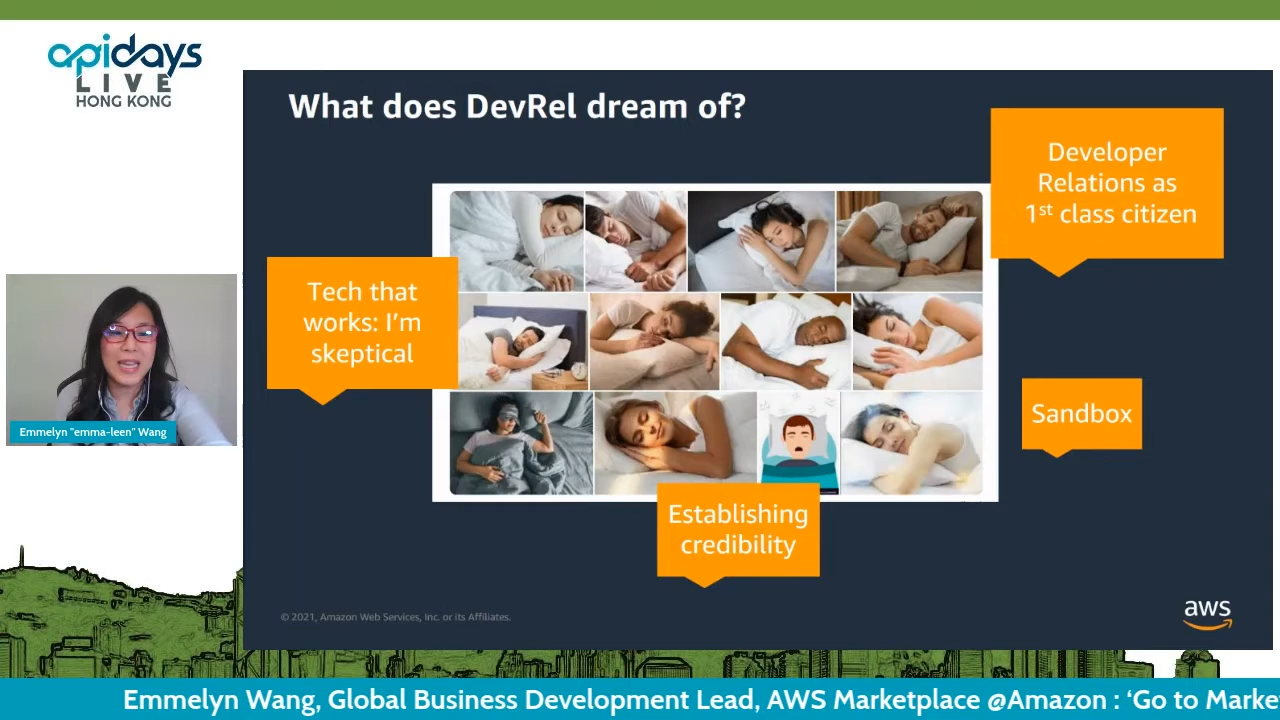 apidays
LIVE
HONG KONG
What does DevRel dream of?
Developer
Relations as
1st class citizen
Tech that
works: I'm
skeptical
Sandbox
Establishing
credibility
Emmelyn "emma-leen" Wang
© 2021, Amazon Web Services, Inc. or its Affiliates.
aws
Emmelyn Wang, Global Business Development Lead, AWS Marketplace @Amazon : ‘Go to Marke